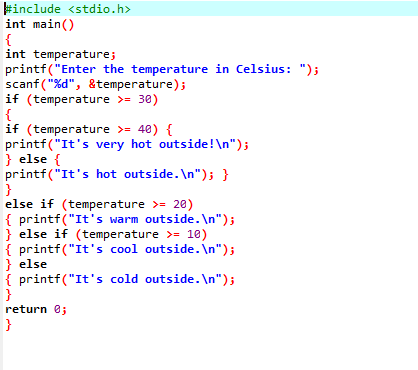 #include <stdio.h>
int main()
{
int temperature;
printf("Enter the temperature in Celsius: ");
scanf("%d", &temperature);
if (temperature >= 30)
{
if (temperature >= 40) {
printf("It's very hot outside!\n");
} else {
printf("It's hot outside.\n"); }
}
else if (temperature >= 20)
{ printf("It's warm outside.\n");
} else if (temperature >= 10)
{ printf("It's cool outside.\n");
} else
{ printf("It's cold outside.\n");
}
return 0;
}